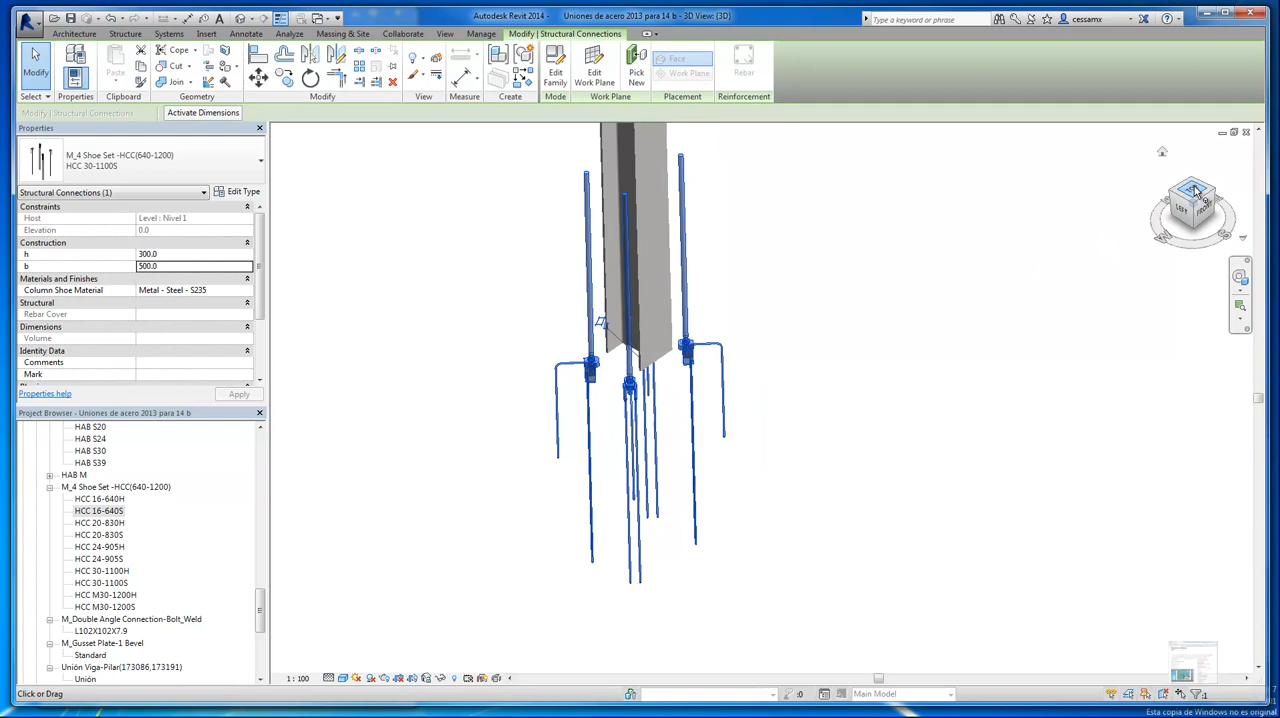 Autodesk Revit 2014 -    Uniones de acero 2013 para 14 b - 3D View: {3D}
Type a keyword or phrase
cessamx
Architecture Structure Systems Insert Annotate Analyze Massing & Site Collaborate View Manage Modify | Structural Connections
Modify
Paste
Cope
Cut
Join
Edit Family
Edit Work Plane
Pick New
Face
Work Plane
Rebar
Select Properties Clipboard Geometry Modify View Measure Create Mode Work Plane Placement Reinforcement
Modify | Structural Connections Activate Dimensions
Properties
M_4 Shoe Set -HCC(640-1200)
HCC 30-1100S
Structural Connections (1) Edit Type
Constraints
Host Level : Nivel 1
Elevation 0.0
Construction
h 300.0
b 500.0
Materials and Finishes
Column Shoe Material Metal - Steel - S235
Structural
Rebar Cover
Dimensions
Volume
Identity Data
Comments
Mark
Properties help Apply
Project Browser - Uniones de acero 2013 para 14 b
HAB S20
HAB S24
HAB S30
HAB S39
HAB M
M_4 Shoe Set -HCC(640-1200)
HCC 16-640H
HCC 16-640S
HCC 20-830H
HCC 20-830S
HCC 24-905H
HCC 24-905S
HCC 30-1100H
HCC 30-1100S
HCC M30-1200H
HCC M30-1200S
M_Double Angle Connection-Bolt_Weld
L102X102X7.9
M_Gusset Plate-1 Bevel
Standard
Unión Viga-Pilar(173086,173191)
Unión
LEFT
FRONT
W
S
1 : 100
Click or Drag
:0
Main Model
:1
Esta copia de Windows no es original